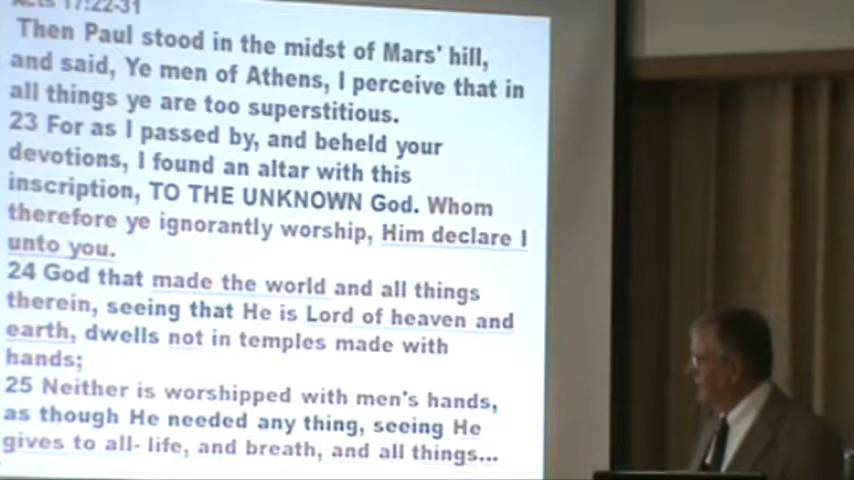 Acts 17:22-31
Then Paul stood in the midst of Mars' hill,
and said, Ye men of Athens, I perceive that in
all things ye are too superstitious.
23 For as I passed by, and beheld your
devotions, I found an altar with this
inscription, TO THE UNKNOWN God. Whom
therefore ye ignorantly worship, Him declare I
unto you.
24 God that made the world and all things
therein, seeing that He is Lord of heaven and
earth, dwells not in temples made with
hands;
25 Neither is worshipped with men's hands,
as though He needed any thing, seeing He
gives to all- life, and breath, and all things...